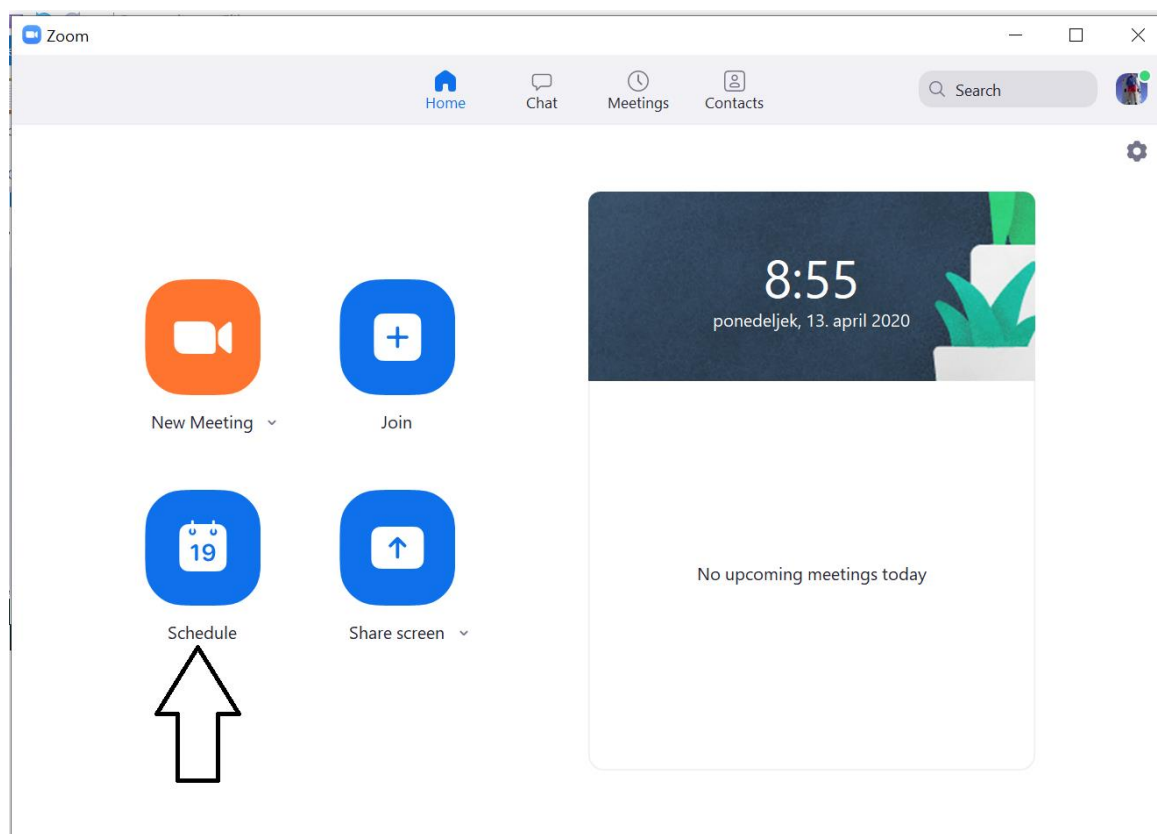 Zoom
Home Chat Meetings Contacts Search
8:55
ponedeljek, 13. april 2020
New Meeting Join
19
No upcoming meetings today
Schedule Share screen